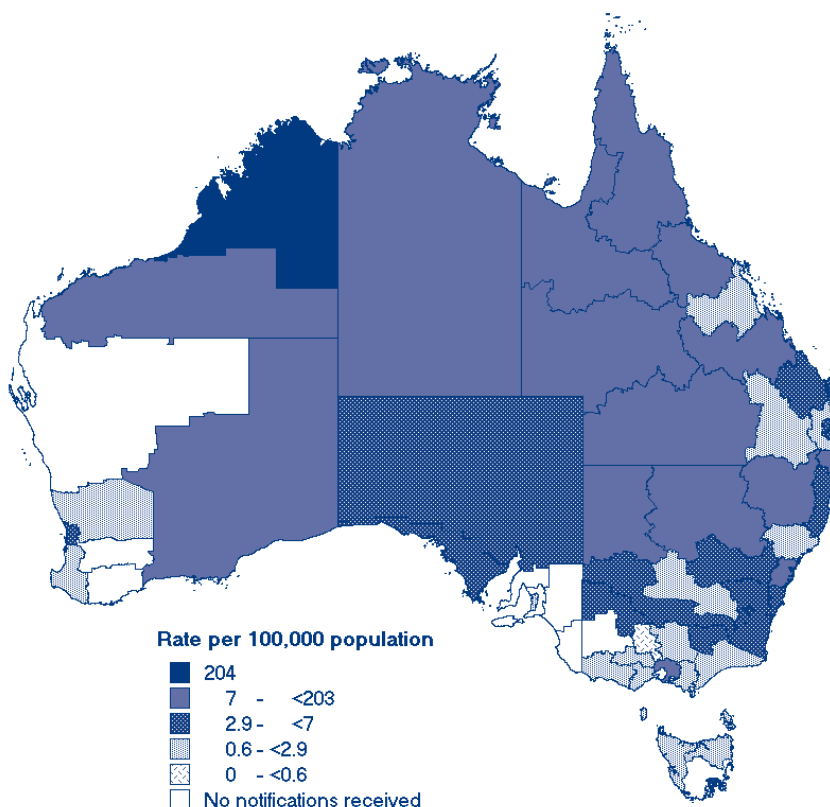 Rate per 100,000 population
204
7 - <203
2.9 - <7
0.6 - <2.9
0 - <0.6
No notifications received